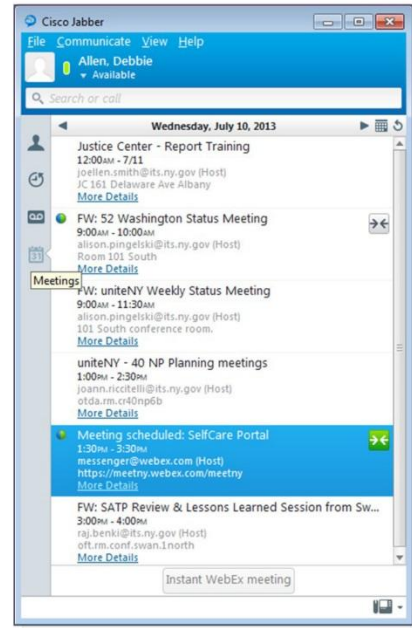 Cisco Jabber
File Communicate View Help
Allen, Debbie
Available
Search or call
Wednesday, July 10, 2013
Justice Center - Report Training
12:00AM - 7/11
joellen.smith@its.ny.gov (Host)
JC 161 Delaware Ave Albany
More Details
FW: 52 Washington Status Meeting
9:00AM - 10:00AM
alison.pingelski@its.ny.gov (Host)
Room 101 South
More Details
31
Meetings
FW: uniteNY Weekly Status Meeting
9:00AM - 11:30AM
alison.pingelski@its.ny.gov (Host)
101 South conference room.
More Details
uniteNY - 40 NP Planning meetings
1:00PM - 2:30PM
joann.riccitelli@its.ny.gov (Host)
otda.rm.cr40np6b
More Details
Meeting scheduled: SelfCare Portal
1:30PM - 3:30PM
messenger@webex.com (Host)
https://meetny.webex.com/meetny
More Details
FW: SATP Review & Lessons Learned Session from Sw...
3:00PM - 4:00PM
raj.benki@its.ny.gov (Host)
oft.rm.conf.swan.1north
More Details
Instant WebEx meeting